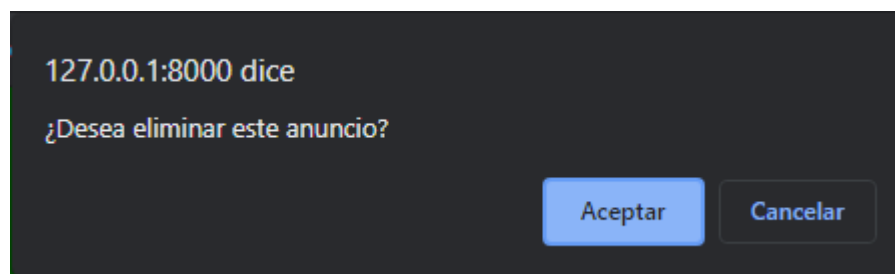 127.0.0.1:8000 dice
¿Desea eliminar este anuncio?
Aceptar Cancelar